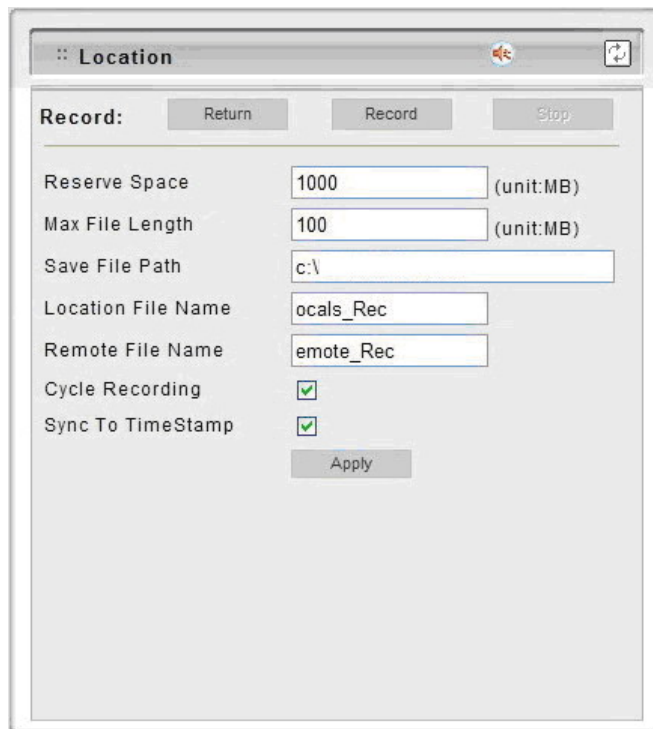 :: Location
Record: Return Record Stop
Reserve Space 1000 (unit:MB)
Max File Length 100 (unit:MB)
Save File Path c:\
Location File Name ocals_Rec
Remote File Name emote_Rec
Cycle Recording
Sync To TimeStamp
Apply